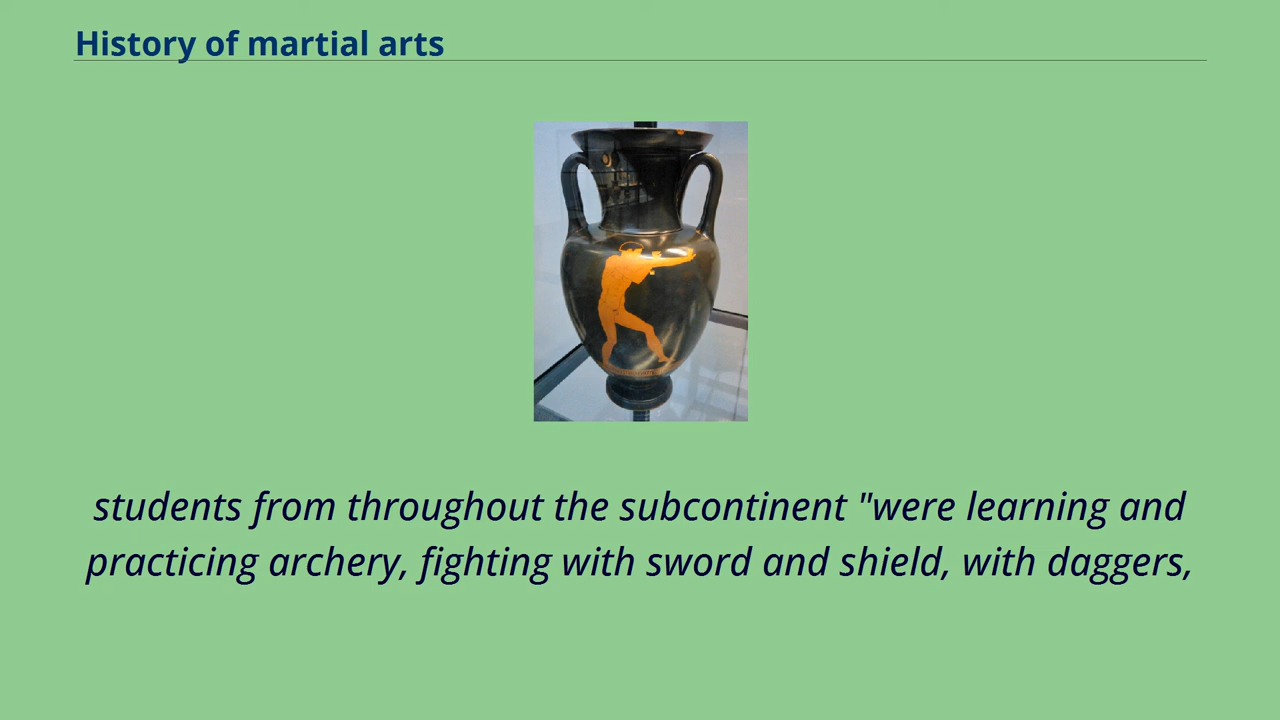 History of martial arts
students from throughout the subcontinent "were learning and
practicing archery, fighting with sword and shield, with daggers,